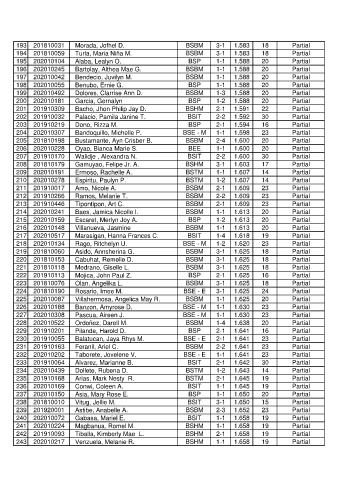 193 201810031 Morada, Jofhel D. BSBM 3-1 1.583 18 Partial
194 201810059 Turla, Maria Niña M. BSBM 3-1 1.583 18 Partial
195 202010104 Alaba, Lealyn O. BSP 1-1 1.588 20 Partial
196 202010245 Bartolay, Althea Mae G. BSBM 1-1 1.588 20 Partial
197 202010042 Bendecio, Juvilyn M. BSBM 1-1 1.588 20 Partial
198 202010055 Benubo, Ernie G. BSP 1-1 1.588 20 Partial
199 202010492 Dolores, Clarrise Ann D. BSBM 1-3 1.588 20 Partial
200 202010181 Garcia, Gernalyn BSP 1-2 1.588 20 Partial
201 201910309 Bacho, Jhon Philip Jay D. BSHM 2-1 1.591 22 Partial
202 201910032 Palacio, Pamila Janine T. BSIT 2-2 1.592 30 Partial
203 201910219 Dorio, Rizza M. BSP 2-1 1.594 16 Partial
204 202010307 Bandoquillo, Michelle P. BSE - M 1-1 1.598 23 Partial
205 201810198 Bustamante, Ayn Crisber B. BSBM 2-4 1.600 20 Partial
206 202010228 Oyao, Bianca Marie S. BEE 1-1 1.600 20 Partial
207 201910170 Walidje , Alexandra N. BSIT 2-2 1.600 30 Partial
208 201810179 Gamuyao, Felipe Jr. A. BSHM 3-1 1.603 17 Partial
209 202010191 Ermoso, Rachelle A. BSTM 1-1 1.607 14 Partial
210 202010278 Espiritu, Paulyn P. BSTM 1-2 1.607 14 Partial
211 201910017 Arro, Nicole A. BSBM 2-1 1.609 23 Partial
212 201910266 Ramos, Melanie T. BSBM 2-2 1.609 23 Partial
213 201910446 Tipontipon, Ari C. BSBM 2-1 1.609 23 Partial
214 202010241 Baes, Jamica Nicolle I. BSBM 1-1 1.613 20 Partial
215 202010159 Escarel, Merlyn Joy A. BSP 1-2 1.613 20 Partial
216 202010148 Villanueva, Jasmine BSBM 1-1 1.613 20 Partial
217 202010517 Marasigan, Hanna Frances C. BSIT 1-4 1.618 19 Partial
218 202010134 Rago, Ritchelyn U. BSE - M 1-2 1.620 23 Partial
219 201810060 Asido, Annsherina G. BSBM 3-1 1.625 18 Partial
220 201810153 Cabuhat, Romelie D. BSBM 3-1 1.625 18 Partial
221 201810118 Medrano, Giselle L. BSBM 3-1 1.625 18 Partial
222 201910113 Mojica, John Paul Z. BSP 2-1 1.625 16 Partial
223 201810076 Olan, Angelika L. BSBM 3-1 1.625 18 Partial
224 201810190 Rosario, Imee M. BSE - E 3-1 1.625 24 Partial
225 202010087 Villahermosa, Angelica May R. BSBM 1-1 1.625 20 Partial
226 202010188 Banzon, Amyrose D. BSE - M 1-1 1.630 23 Partial
227 202010308 Pascua, Aireen J. BSE - M 1-1 1.630 23 Partial
228 202010522 Ordoñez, Daroll M. BSBM 1-4 1.638 20 Partial
229 201910201 Pilande, Harold D. BSP 2-1 1.641 16 Partial
230 201910055 Balatucan, Jaya Rhys M. BSE - E 2-1 1.641 23 Partial
231 201910163 Feranil, Ariel C. BSBM 2-2 1.641 23 Partial
232 202010202 Taborete, Jovelene V. BSE - E 1-1 1.641 23 Partial
233 201910064 Alvarez, Marianne B. BSIT 2-1 1.642 30 Partial
234 202010439 Dollete, Rubena D. BSTM 1-2 1.643 14 Partial
235 201910168 Arias, Mark Nosty R. BSTM 2-1 1.645 19 Partial
236 202010169 Conwi, Coleen A. BSIT 1-1 1.645 19 Partial
237 202010150 Asia, Mary Rose E. BSP 1-1 1.650 20 Partial
238 201810010 Vitug, Jellie M. BSIT 3-1 1.650 15 Partial
239 201920001 Astibe, Anabelle A. BSBM 2-3 1.652 23 Partial
240 202010072 Gabasa, Mariel E. BSIT 1-1 1.658 19 Partial
241 202010224 Magbanua, Romel M. BSHM 1-1 1.658 19 Partial
242 201910093 Tiballa, Kimberly Mae L. BSHM 2-1 1.658 19 Partial
243 202010217 Venzuela, Melanie R. BSHM 1-1 1.658 19 Partial